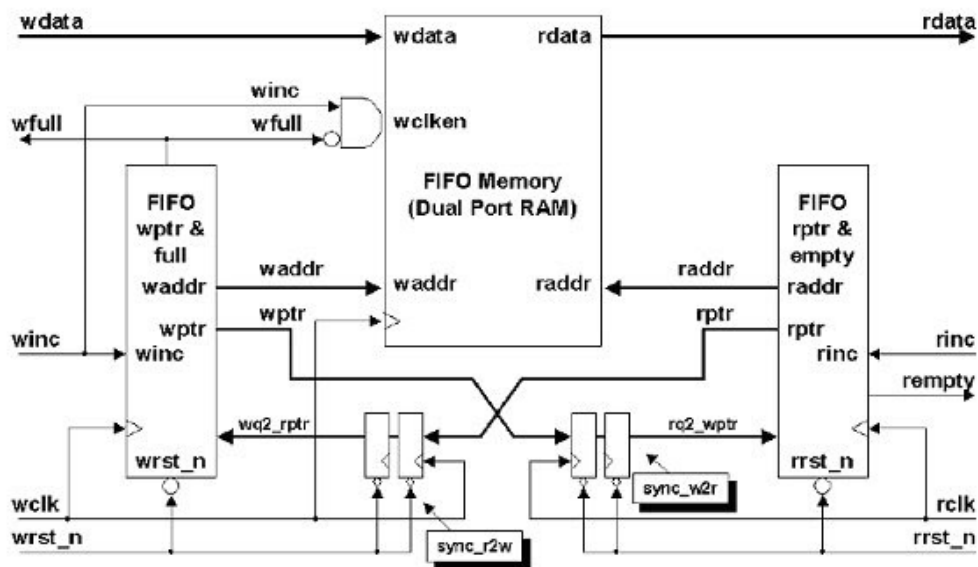 wdata
wdata
rdata
rdata
winc
wclken
wfull
wfull
FIFO Memory
(Dual Port RAM)
FIFO
wptr &
full
FIFO
rptr &
empty
waddr
waddr
waddr
raddr
raddr
raddr
wptr
wptr
rptr
rptr
winc
winc
rinc
rinc
rempty
wq2_rptr
rq2_wptr
wrst_n
rrst_n
sync_w2r
wclk
rclk
sync_r2w
wrst_n
rrst_n